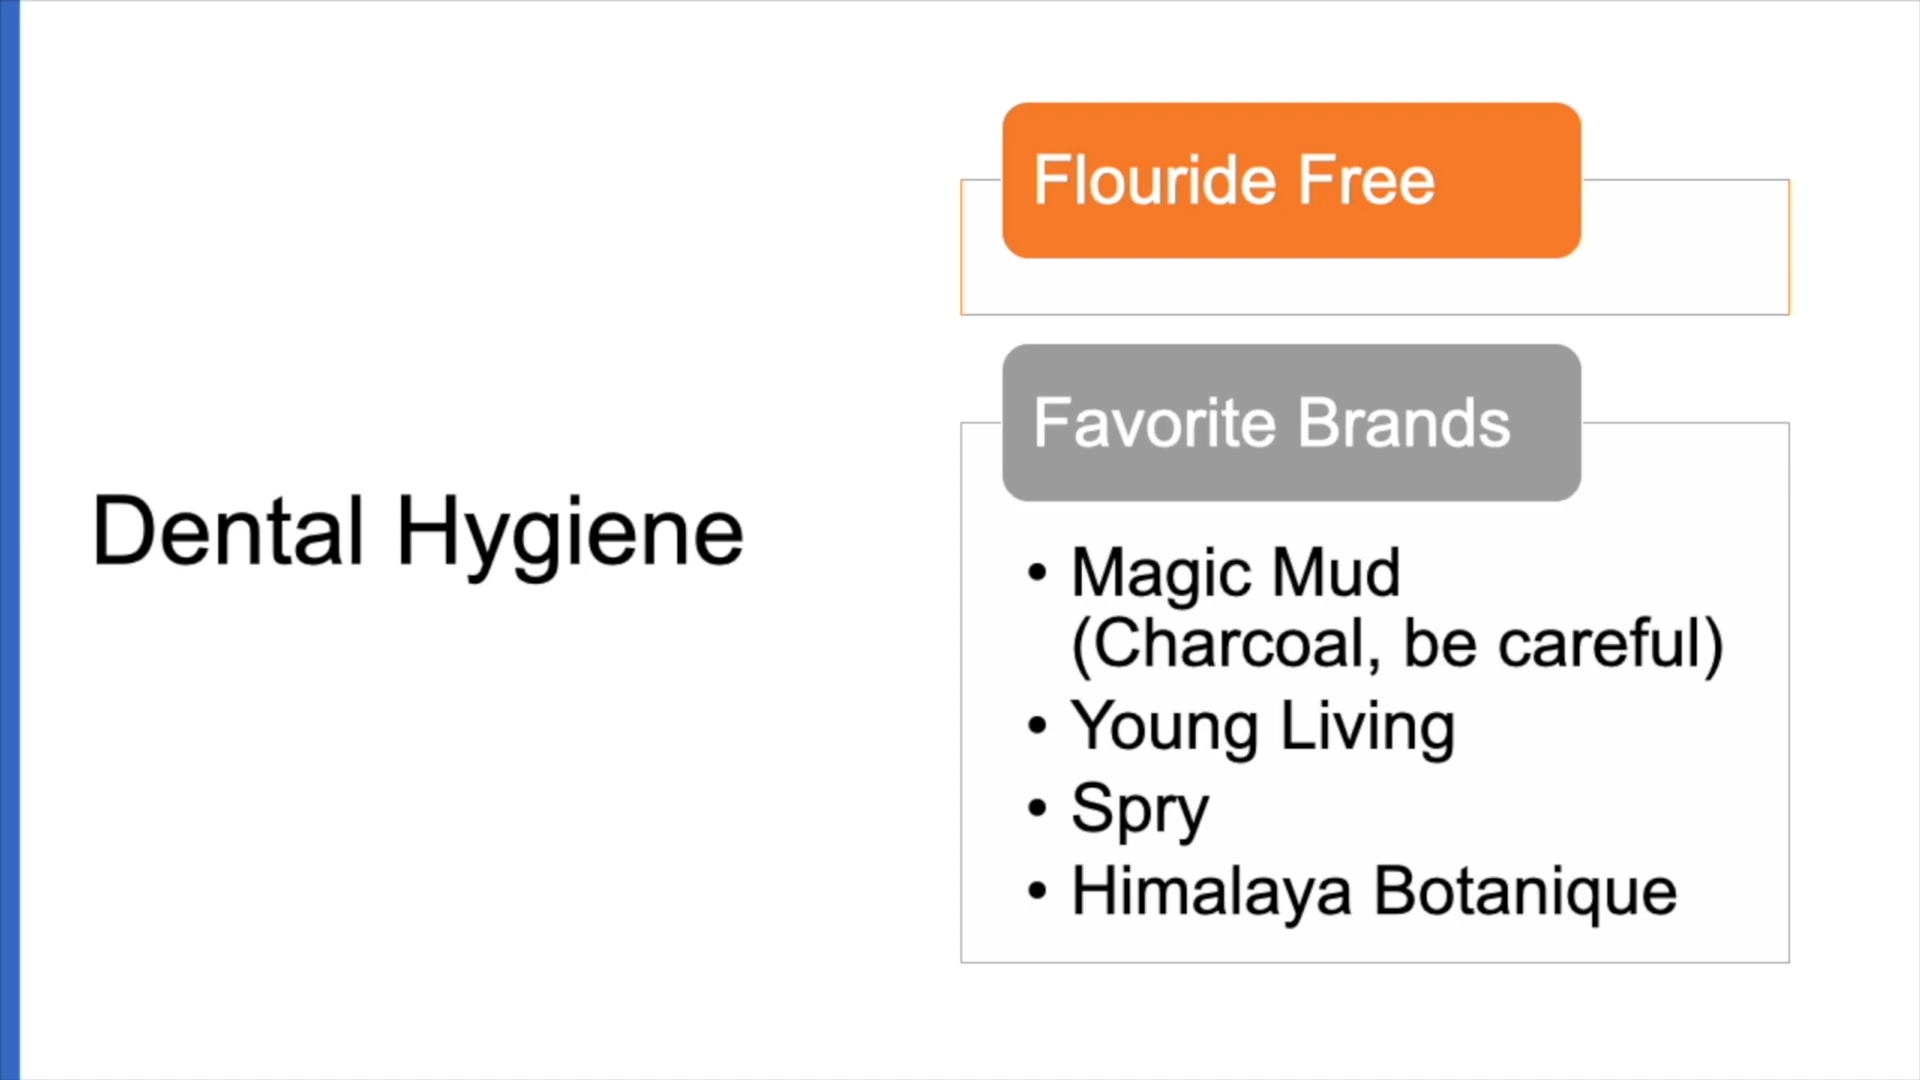 Dental Hygiene
Flouride Free
Favorite Brands
• Magic Mud
(Charcoal, be careful)
• Young Living
• Spry
• Himalaya Botanique